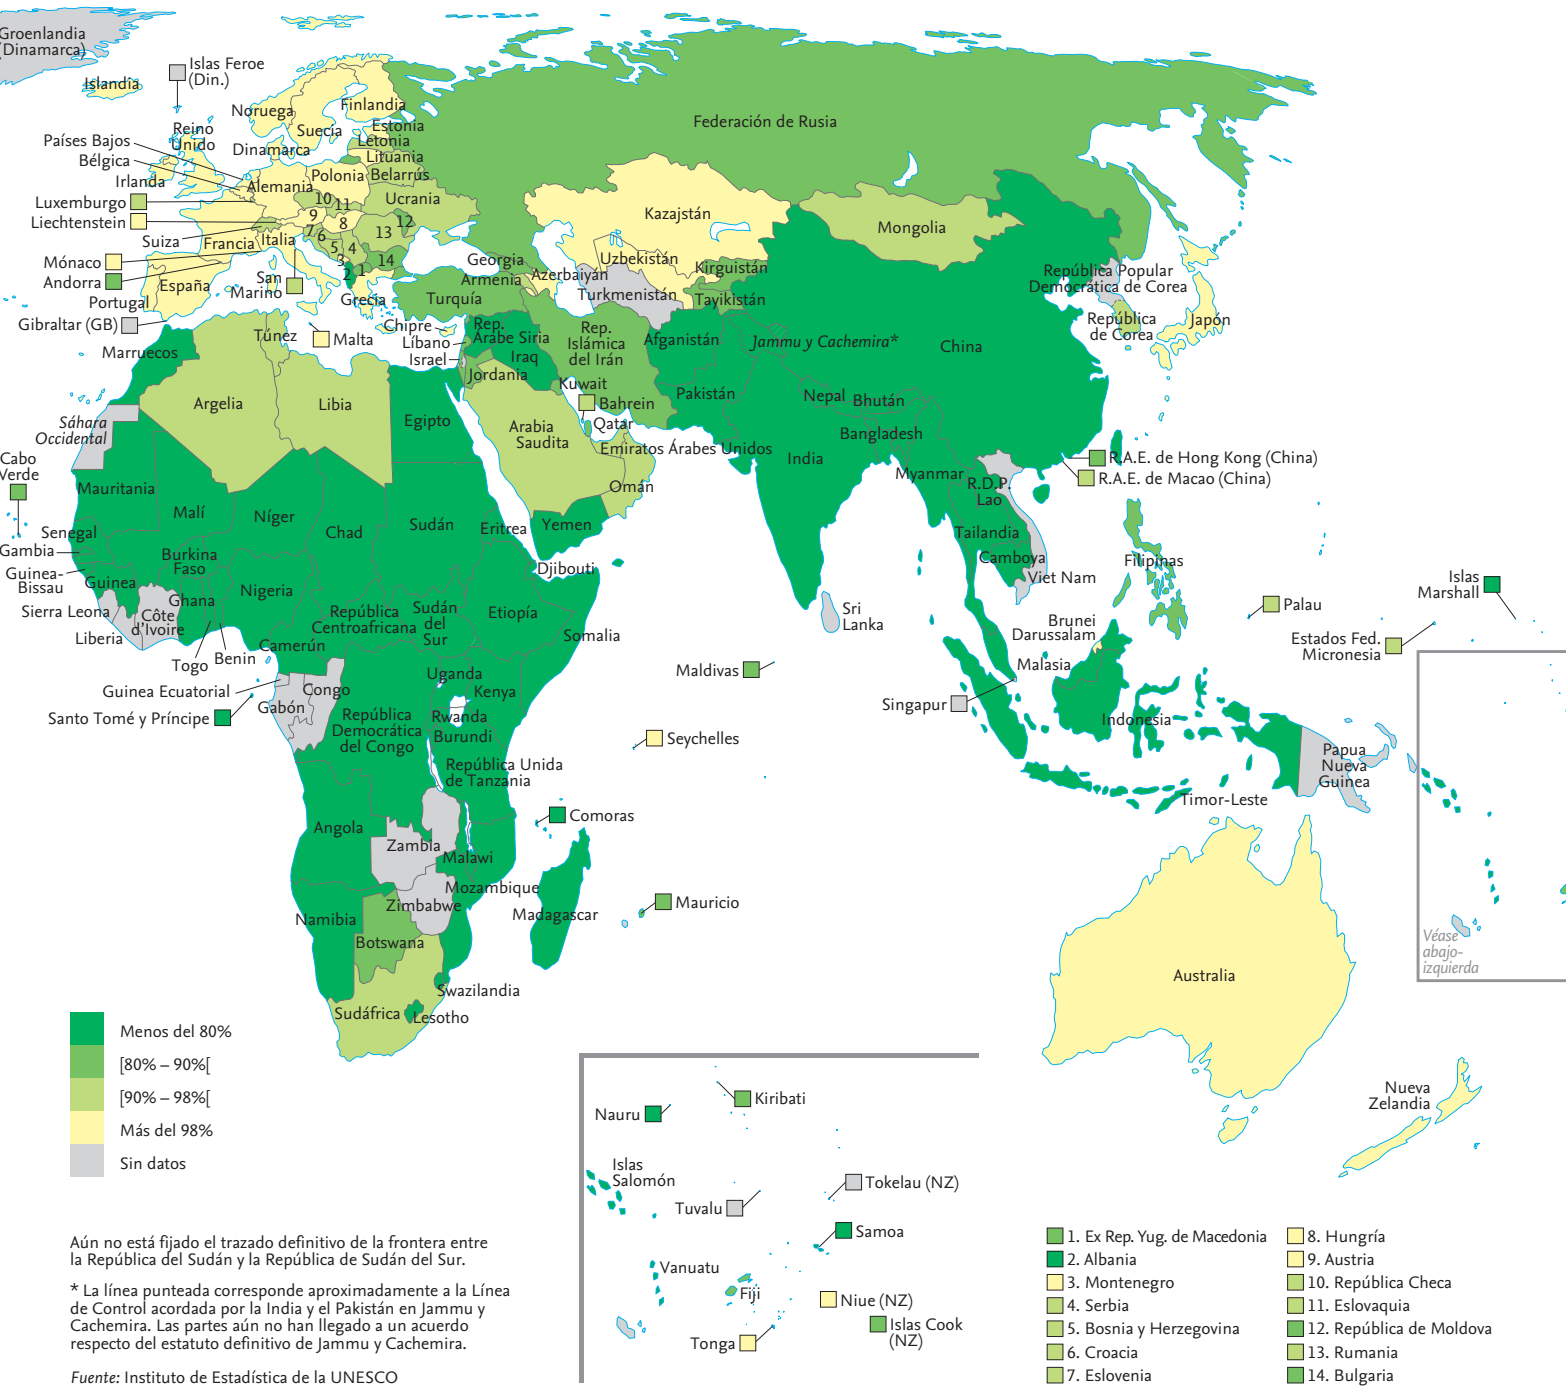 Groenlandia
(Dinamarca)
Islas Feroe
(Din.)
Islandia
Noruega
Finlandia
Suecia
Estonia
Letonia
Lituania
Reino
Unido
Dinamarca
Países Bajos
Bélgica
Irlanda
Alemania
Polonia
Belarrús
Luxemburgo
Liechtenstein
Ucrania
10
11
9
8
12
13
7
6
5
4
3
2
1
14
Suiza
Francia
Italia
Mónaco
Andorra
España
San
Marino
Portugal
Grecia
Gibraltar (GB)
Malta
Federación de Rusia
Kazajstán
Mongolia
Georgia
Armenia
Azerbaiyán
Uzbekistán
Kirguistán
Turkmenistán
Tayikistán
Turquía
Chipre
Líbano
Israel
Rep.
Árabe Siria
Iraq
Jordania
Rep.
Islámica
del Irán
Afganistán
Jammu y Cachemira*
China
República Popular
Democrática de Corea
República
de Corea
Japón
Kuwait
Bahrein
Qatar
Emiratos Árabes Unidos
Arabia
Saudita
Omán
Yemen
Pakistán
Nepal
Bhután
Bangladesh
India
Myanmar
R.D.P.
Lao
Tailandia
Camboya
Viet Nam
Sri
Lanka
R.A.E. de Hong Kong (China)
R.A.E. de Macao (China)
Filipinas
Palau
Islas
Marshall
Estados Fed.
Micronesia
Brunei
Darussalam
Malasia
Singapur
Indonesia
Papua
Nueva
Guinea
Timor-Leste
Maldivas
Seychelles
Comoras
Mauricio
Marruecos
Túnez
Argelia
Libia
Egipto
Sáhara
Occidental
Cabo
Verde
Mauritania
Malí
Níger
Chad
Sudán
Eritrea
Djibouti
Senegal
Gambia
Guinea-
Bissau
Guinea
Sierra Leona
Liberia
Côte
d'Ivoire
Burkina
Faso
Ghana
Togo
Benin
Nigeria
Camerún
República
Centroafricana
Sudán
del
Sur
Etiopía
Somalia
Guinea Ecuatorial
Santo Tomé y Príncipe
Gabón
Congo
República
Democrática
del Congo
Uganda
Kenya
Rwanda
Burundi
República Unida
de Tanzania
Angola
Zambia
Malawi
Mozambique
Zimbabwe
Madagascar
Namibia
Botswana
Swazilandia
Sudáfrica
Lesotho
Australia
Nueva
Zelandia
Véase
abajo-
izquierda
Menos del 80%
[80% – 90%[
[90% – 98%[
Más del 98%
Sin datos
Nauru
Kiribati
Islas
Salomón
Tuvalu
Tokelau (NZ)
Samoa
Vanuatu
Fiji
Niue (NZ)
Islas Cook
(NZ)
Tonga
1. Ex Rep. Yug. de Macedonia
2. Albania
3. Montenegro
4. Serbia
5. Bosnia y Herzegovina
6. Croacia
7. Eslovenia
8. Hungría
9. Austria
10. República Checa
11. Eslovaquia
12. República de Moldova
13. Rumania
14. Bulgaria
Aún no está fijado el trazado definitivo de la frontera entre
la República del Sudán y la República de Sudán del Sur.
* La línea punteada corresponde aproximadamente a la Línea
de Control acordada por la India y el Pakistán en Jammu y
Cachemira. Las partes aún no han llegado a un acuerdo
respecto del estatuto definitivo de Jammu y Cachemira.
Fuente: Instituto de Estadística de la UNESCO